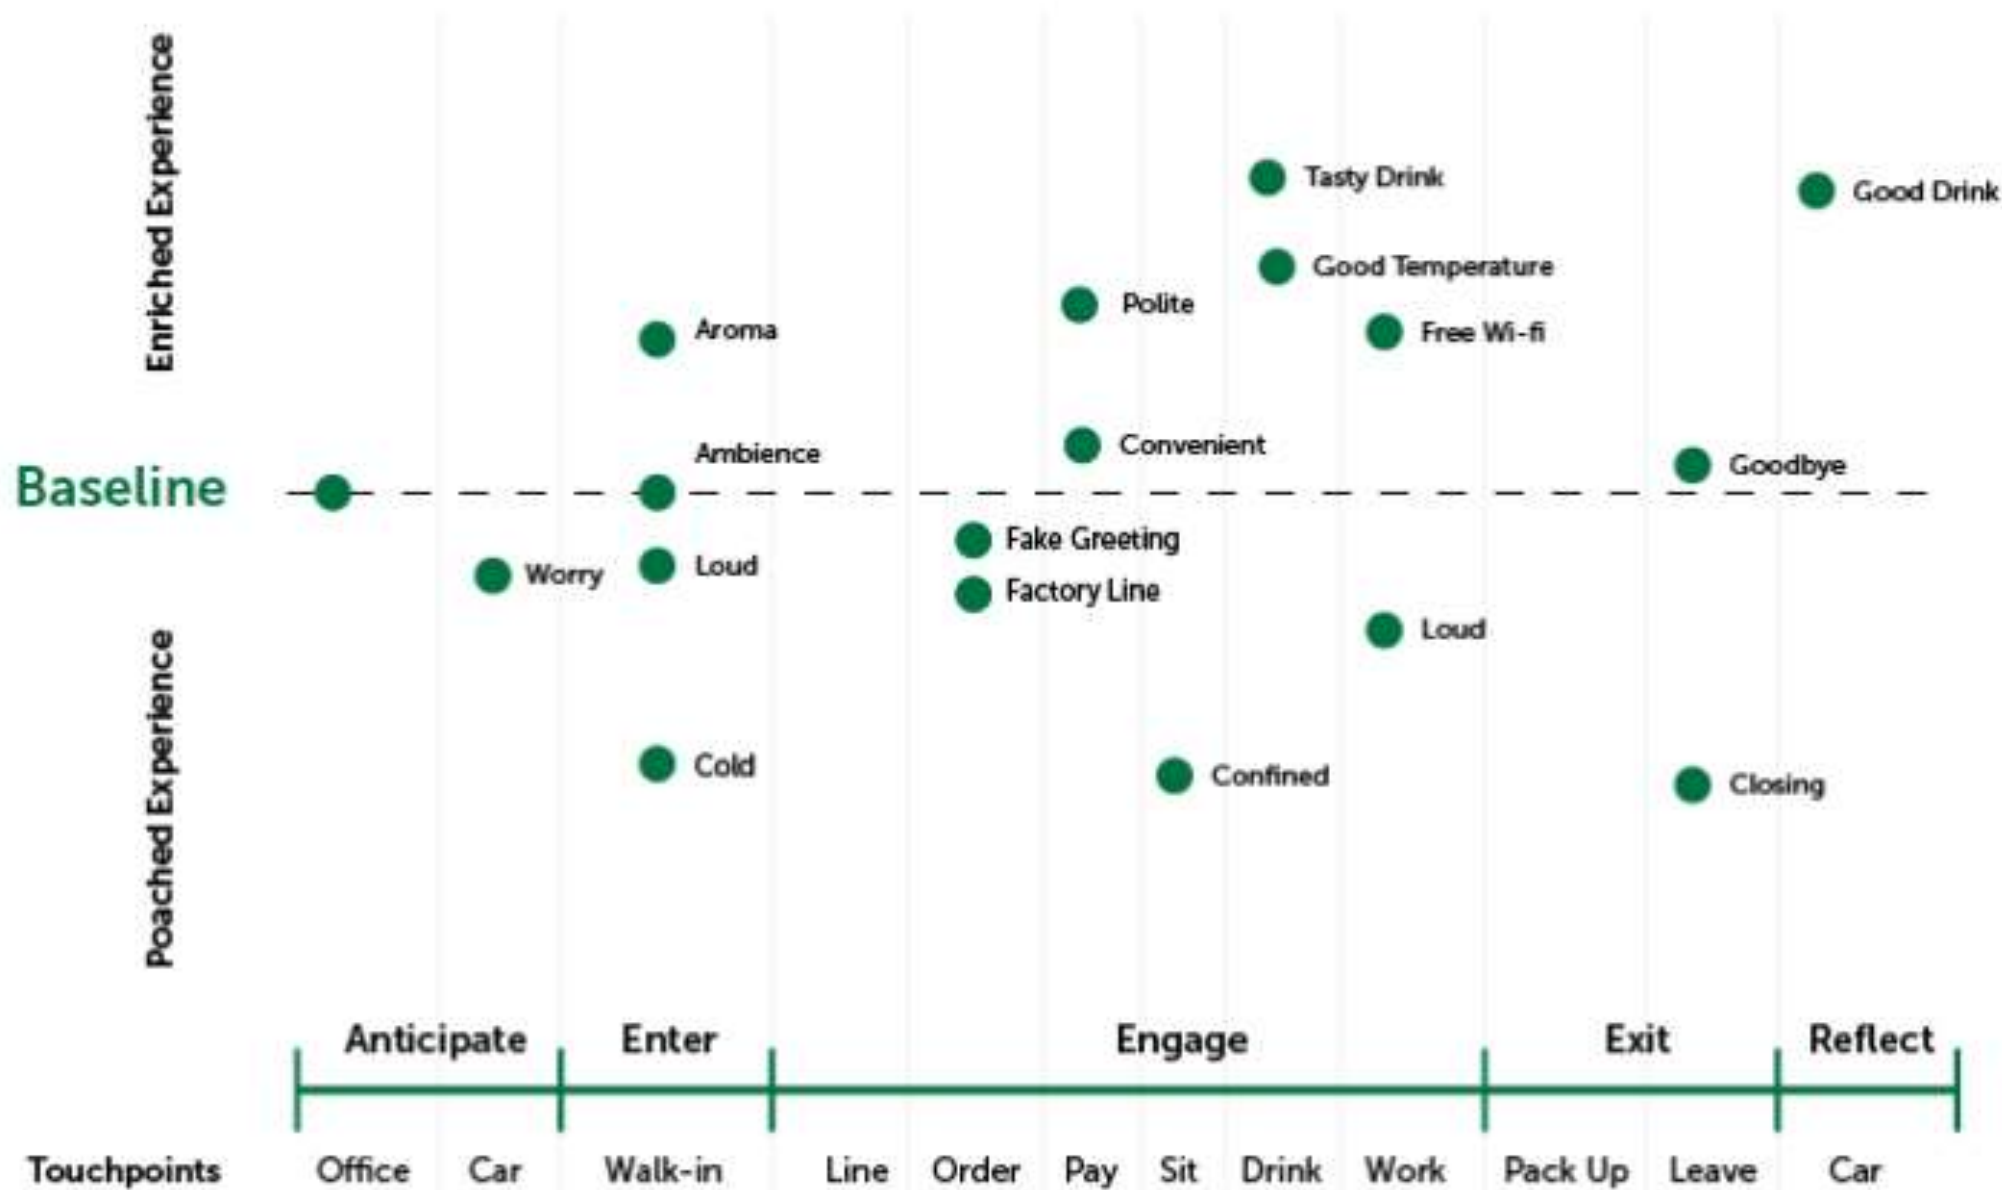 Enriched Experience
Tasty Drink
Good Drink
Good Temperature
Polite
Aroma
Free Wi-fi
Convenient
Ambience
Goodbye
Baseline
Fake Greeting
Worry
Loud
Factory Line
Loud
Poached Experience
Cold
Confined
Closing
Anticipate Enter Engage Exit Reflect
Touchpoints Office Car Walk-in Line Order Pay Sit Drink Work Pack Up Leave Car